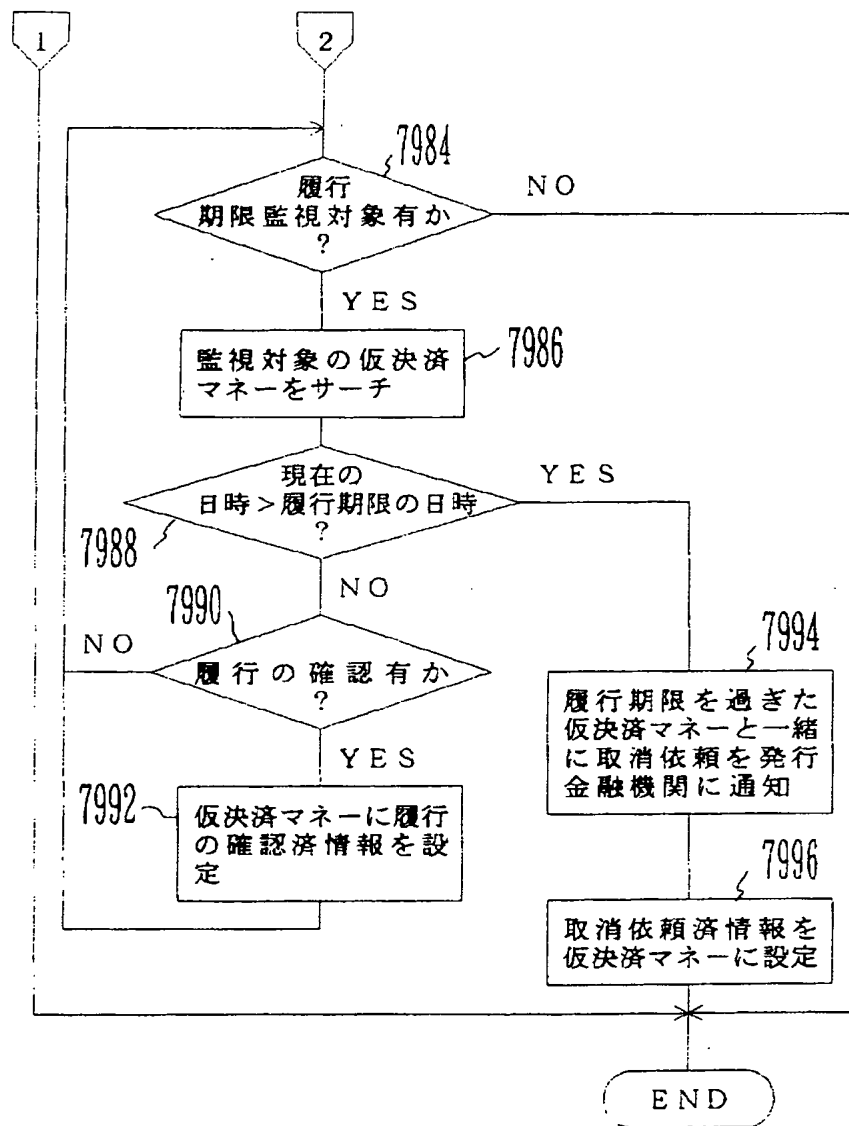 1
2
7984
履行
期限監視対象有か
?
NO
YES
監視対象の仮決済
マネーをサーチ
7986
現在の
日時>履行期限の日時
?
YES
7988
NO
7990
NO
履行の確認有か
?
YES
7994
履行期限を過ぎた
仮決済マネーと一緒
に取消依頼を発行
金融機関に通知
7992
仮決済マネーに履行
の確認済情報を設
定
7996
取消依頼済情報を
仮決済マネーに設定
END